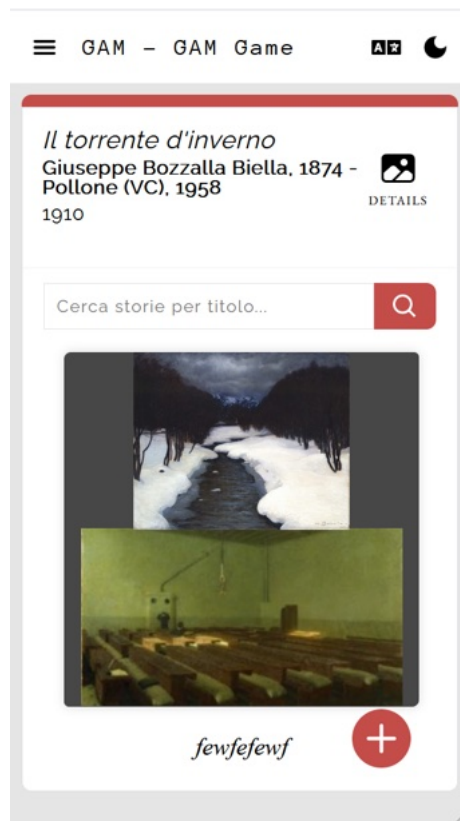 GAM – GAM Game
Il torrente d'inverno
Giuseppe Bozzalla Biella, 1874 -
Pollone (VC), 1958
1910
DETAILS
Cerca storie per titolo...
fewfefewf